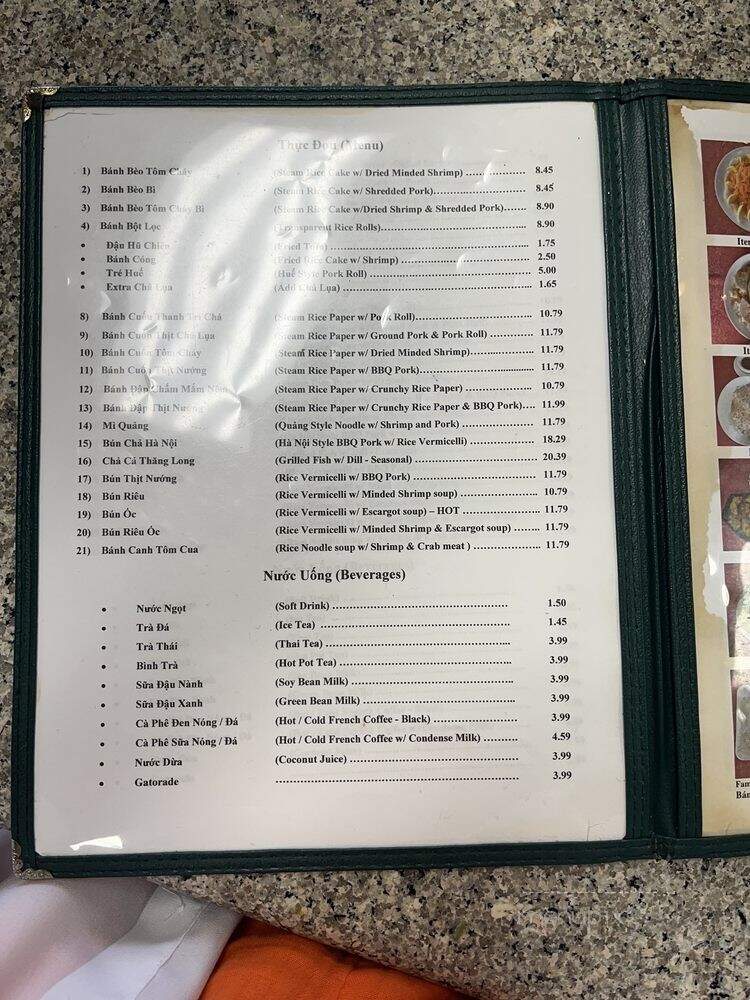 Thực Đơn (Menu)
1) Bánh Bèo Tôm Cháy (Steam Rice Cake w/ Dried Minded Shrimp) ..................... 8.45
2) Bánh Bèo Bì (Steam Rice Cake w/ Shredded Pork)........................... 8.45
3) Bánh Bèo Tôm Cháy Bì (Steam Rice Cake w/Dried Shrimp & Shredded Pork)...... 8.90
4) Bánh Bột Lọc (Transparent Rice Rolls)........................................... 8.90
• Đậu Hũ Chiên (Fried Tofu) ........................................................... 1.75
• Bánh Cóng (Fried Rice Cake w/ Shrimp) ................................ 2.50
• Tré Huế (Huế Style Pork Roll) ........................................ 5.00
• Extra Chả Lụa (Add Chả Lụa) ........................................................ 1.65
8) Bánh Cuốn Thanh Trì Chả (Steam Rice Paper w/ Pork Roll)................................... 10.79
9) Bánh Cuốn Thịt Chả Lụa (Steam Rice Paper w/ Ground Pork & Pork Roll) ............... 11.79
10) Bánh Cuốn Tôm Cháy (Steam Rice Paper w/ Dried Minded Shrimp)..................... 11.79
11) Bánh Cuốn Thịt Nướng (Steam Rice Paper w/ BBQ Pork)................................... 11.79
12) Bánh Đập Chấm Mắm Nêm (Steam Rice Paper w/ Crunchy Rice Paper) ...................... 10.79
13) Bánh Đập Thịt Nướng (Steam Rice Paper w/ Crunchy Rice Paper & BBQ Pork).... 11.99
14) Mì Quảng (Quảng Style Noodle w/ Shrimp and Pork) ....................... 11.79
15) Bún Chả Hà Nội (Hà Nội Style BBQ Pork w/ Rice Vermicelli) .................... 18.29
16) Chả Cá Thăng Long (Grilled Fish w/ Dill - Seasonal) ...................................... 20.39
17) Bún Thịt Nướng (Rice Vermicelli w/ BBQ Pork) ...................................... 11.79
18) Bún Riêu (Rice Vermicelli w/ Minded Shrimp soup) ........................ 10.79
19) Bún Ốc (Rice Vermicelli w/ Escargot soup) – HOT ........................ 11.79
20) Bún Riêu Ốc (Rice Vermicelli w/ Minded Shrimp & Escargot soup) ........ 11.79
21) Bánh Canh Tôm Cua (Rice Noodle soup w/ Shrimp & Crab meat ) ..................... 11.79
Nước Uống (Beverages)
• Nước Ngọt (Soft Drink) ...................................................... 1.50
• Trà Đá (Ice Tea) ......................................................... 1.45
• Trà Thái (Thai Tea) ........................................................ 3.99
• Bình Trà (Hot Pot Tea) .................................................... 3.99
• Sữa Đậu Nành (Soy Bean Milk) ................................................. 3.99
• Sữa Đậu Xanh (Green Bean Milk) .............................................. 3.99
• Cà Phê Đen Nóng / Đá (Hot / Cold French Coffee - Black) .......................... 3.99
• Cà Phê Sữa Nóng / Đá (Hot / Cold French Coffee w/ Condense Milk) .......... 4.59
• Nước Dừa (Coconut Juice) .................................................... 3.99
• Gatorade .......................................................................... 3.99